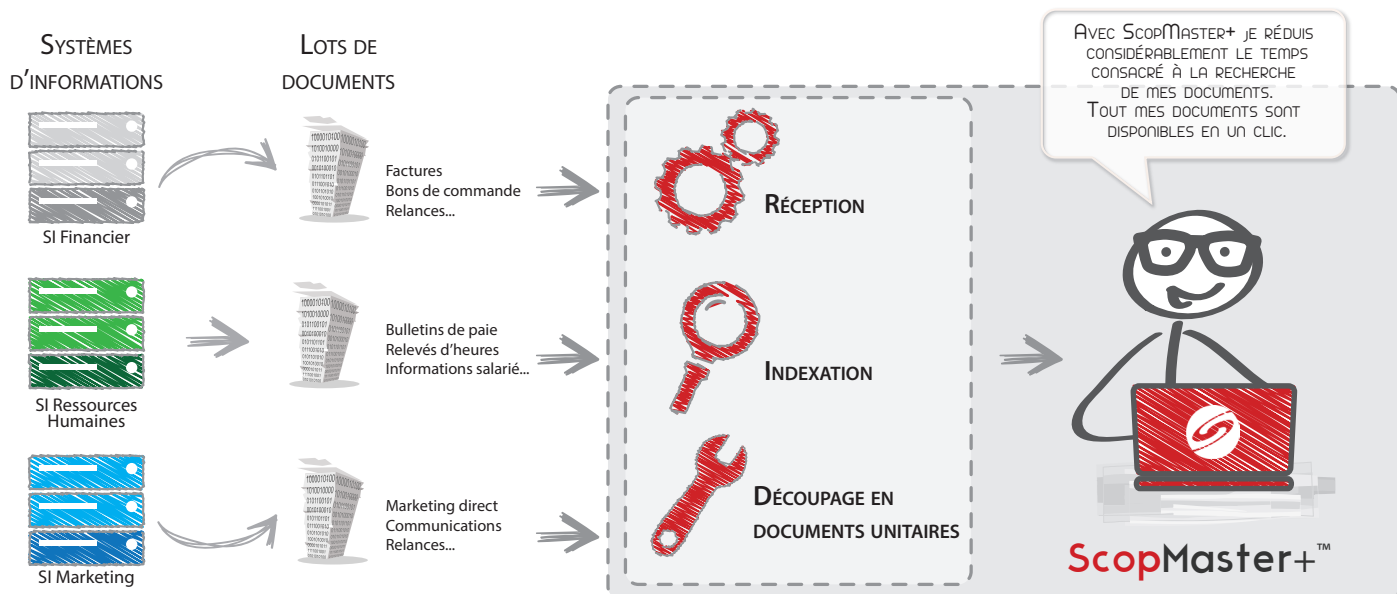 Systèmes
d'informations
Lots de
documents
SI Financier
Factures
Bons de commande
Relances...
SI Ressources
Humaines
Bulletins de paie
Relevés d'heures
Informations salarié...
SI Marketing
Marketing direct
Communications
Relances...
Réception
Indexation
Découpage en
documents unitaires
Avec ScopMaster+ je réduis
considérablement le temps
consacré à la recherche
de mes documents.
Tout mes documents sont
disponibles en un clic.
ScopMaster+™